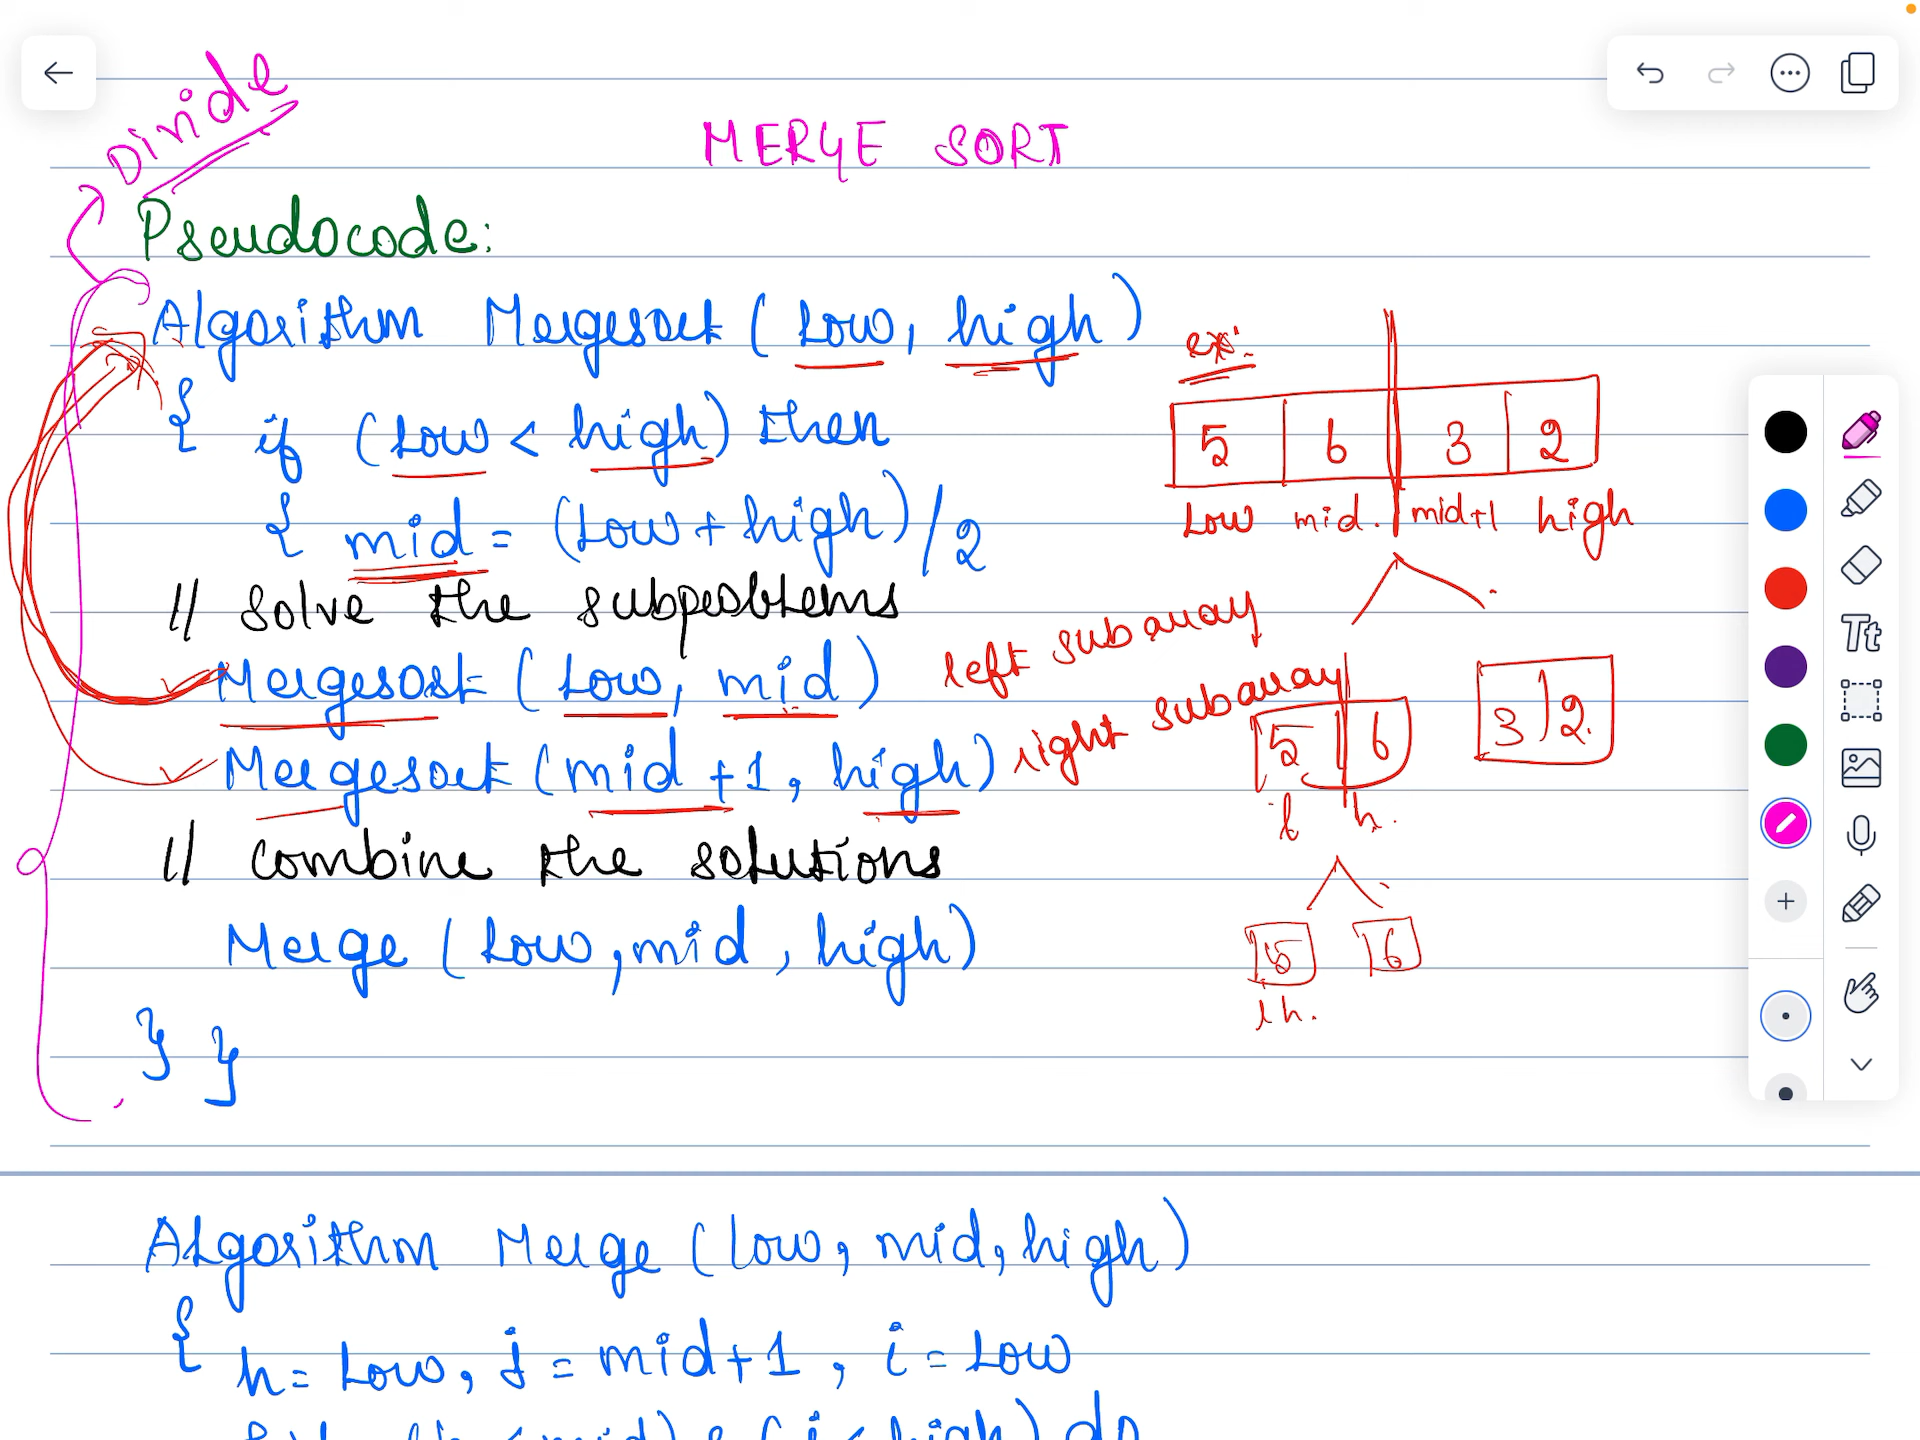 Divide
MERGE SORT
Pseudocode:
Algorithm Mergesort (Low, high)
{ if (Low < high) then
{ mid = (Low + high)/2
// solve the subproblems
Mergesort (Low, mid) left subarray
Mergesort (mid +1, high) right subarray
// combine the solutions
Merge (Low, mid, high)
} }
ex:
5 6 3 2
Low mid. mid+1 high
5 6 3 2.
l h.
5 6
l h.
Algorithm Merge (low, mid, high)
{ h = Low, j = mid+1, i = Low
high) do
Tt